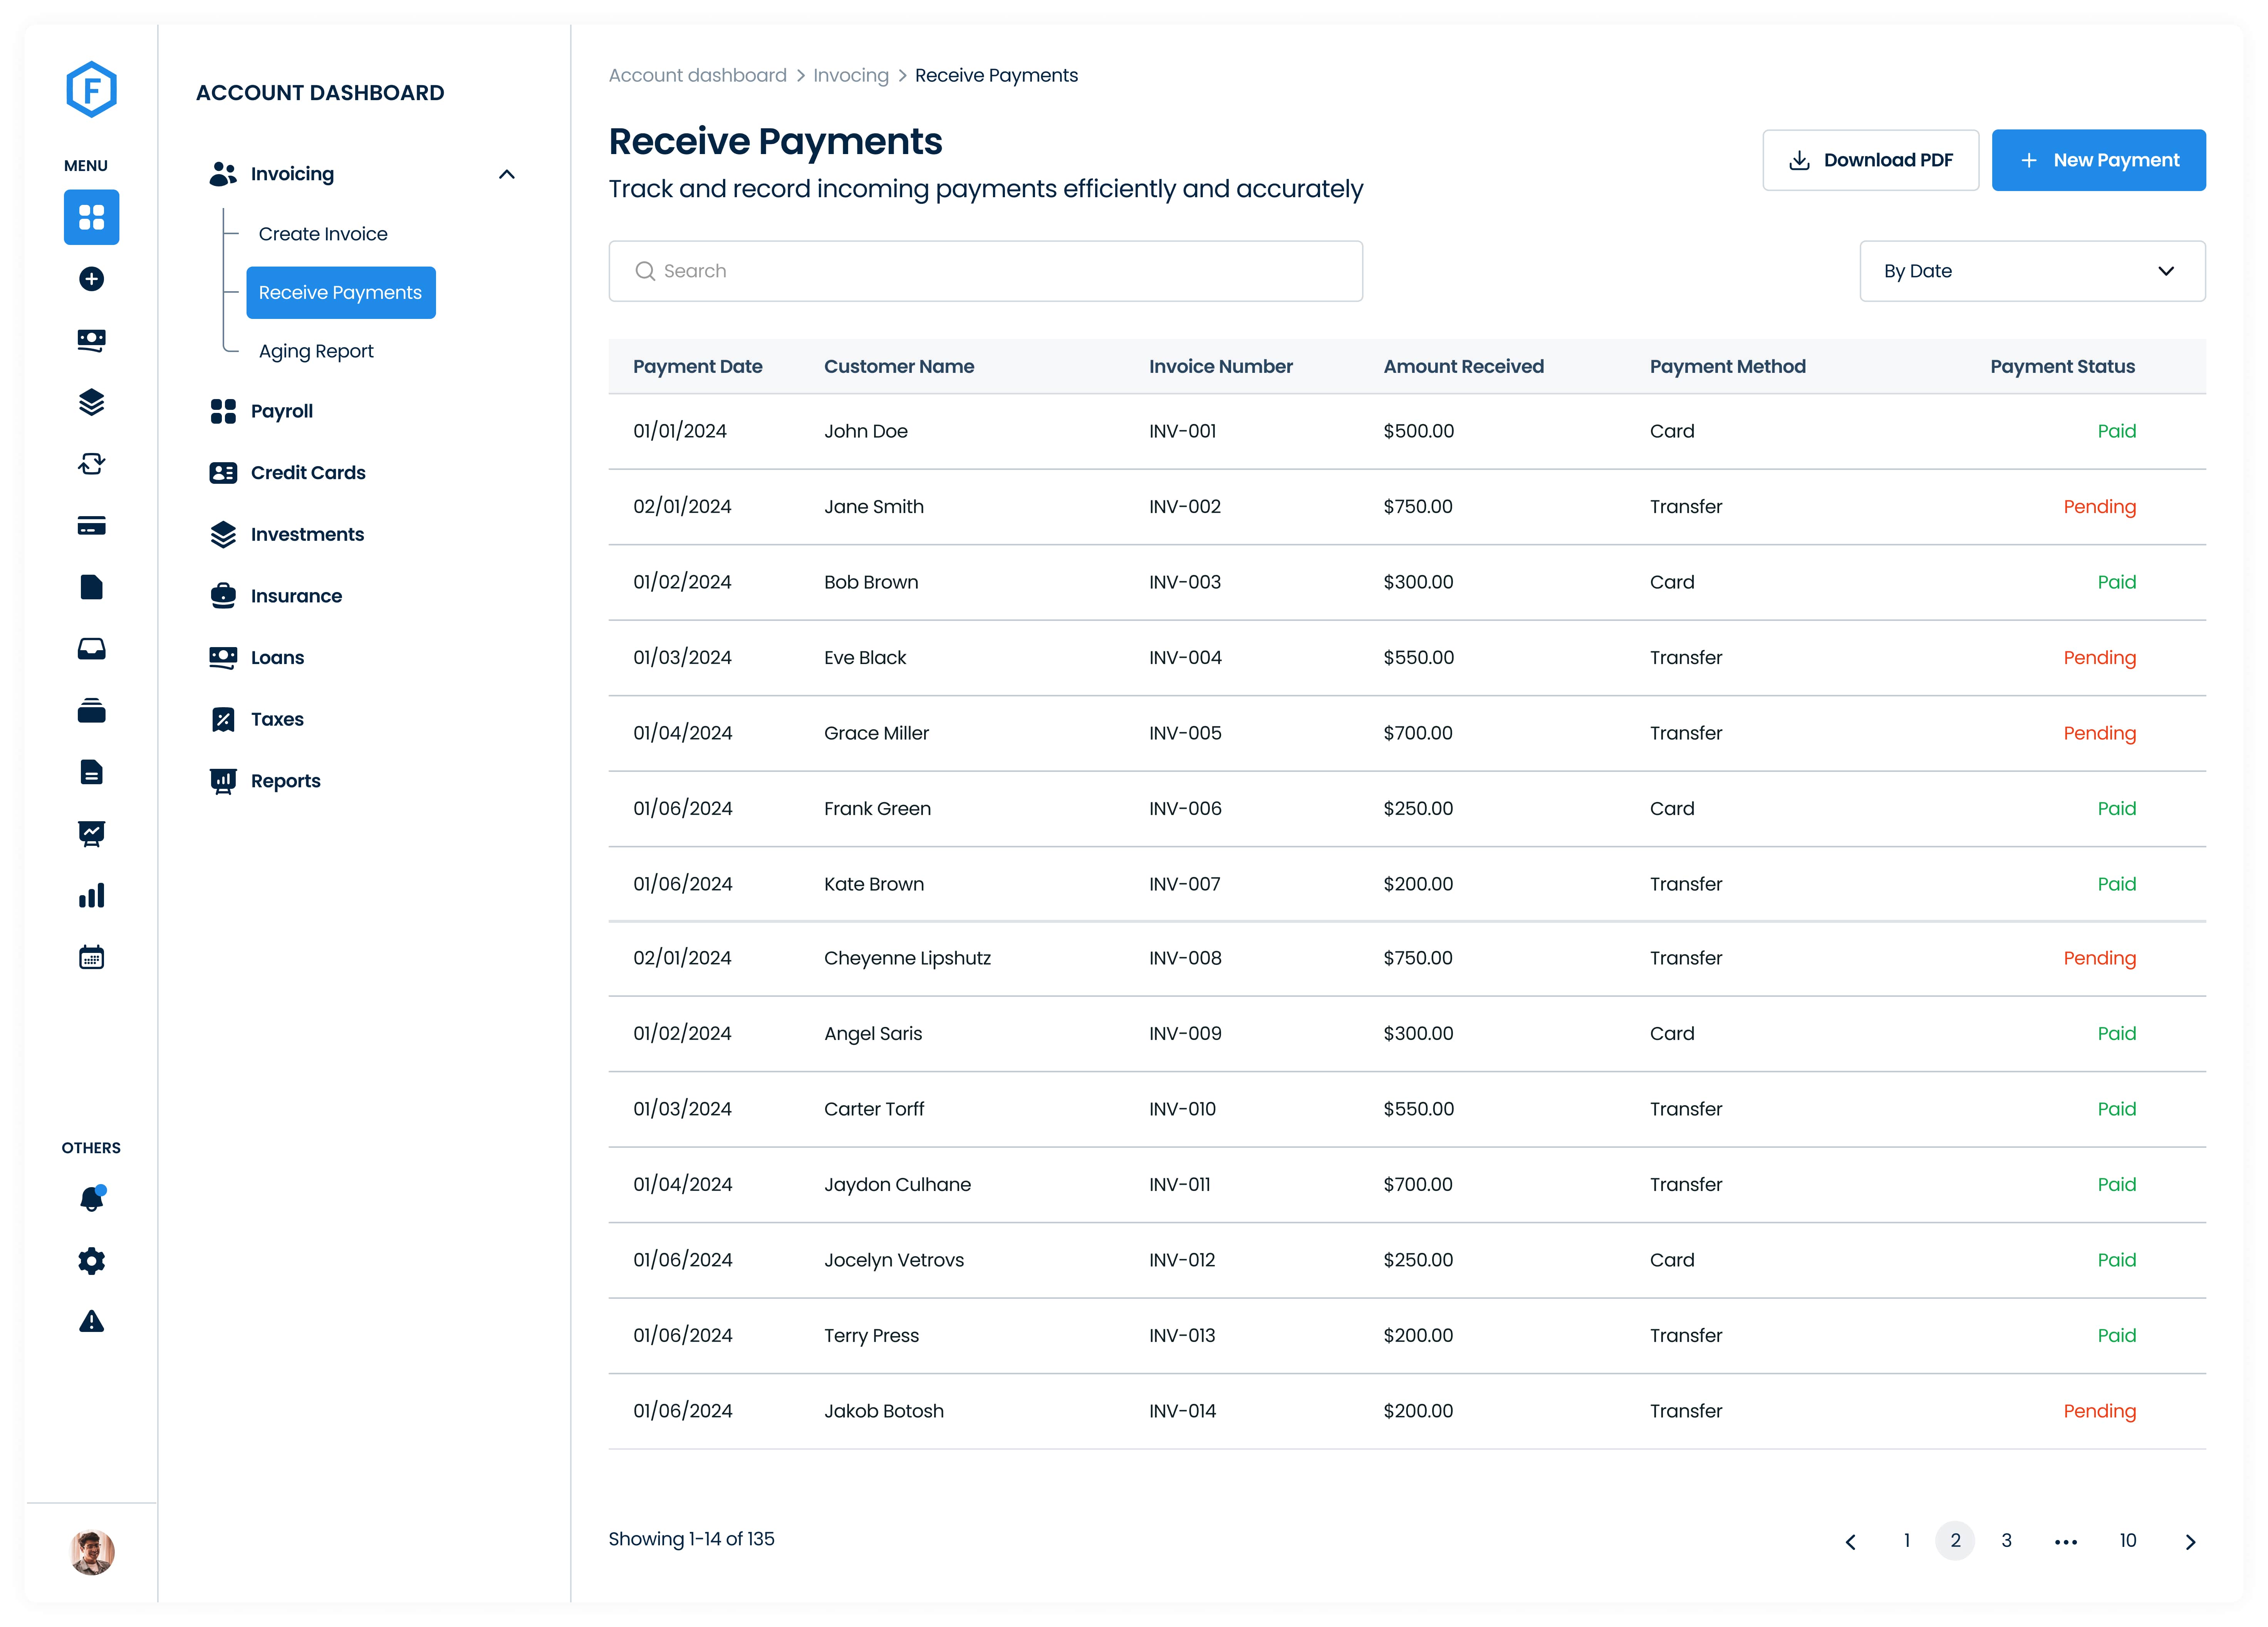 F
MENU
OTHERS
ACCOUNT DASHBOARD
Invoicing
Create Invoice
Receive Payments
Aging Report
Payroll
Credit Cards
Investments
Insurance
Loans
Taxes
Reports
Account dashboard > Invocing > Receive Payments
Receive Payments
Track and record incoming payments efficiently and accurately
Download PDF
+ New Payment
Search
By Date
Payment Date Customer Name Invoice Number Amount Received Payment Method Payment Status
01/01/2024 John Doe INV-001 $500.00 Card Paid
02/01/2024 Jane Smith INV-002 $750.00 Transfer Pending
01/02/2024 Bob Brown INV-003 $300.00 Card Paid
01/03/2024 Eve Black INV-004 $550.00 Transfer Pending
01/04/2024 Grace Miller INV-005 $700.00 Transfer Pending
01/06/2024 Frank Green INV-006 $250.00 Card Paid
01/06/2024 Kate Brown INV-007 $200.00 Transfer Paid
02/01/2024 Cheyenne Lipshutz INV-008 $750.00 Transfer Pending
01/02/2024 Angel Saris INV-009 $300.00 Card Paid
01/03/2024 Carter Torff INV-010 $550.00 Transfer Paid
01/04/2024 Jaydon Culhane INV-011 $700.00 Transfer Paid
01/06/2024 Jocelyn Vetrovs INV-012 $250.00 Card Paid
01/06/2024 Terry Press INV-013 $200.00 Transfer Paid
01/06/2024 Jakob Botosh INV-014 $200.00 Transfer Pending
Showing 1-14 of 135
< 1 2 3 ••• 10 >